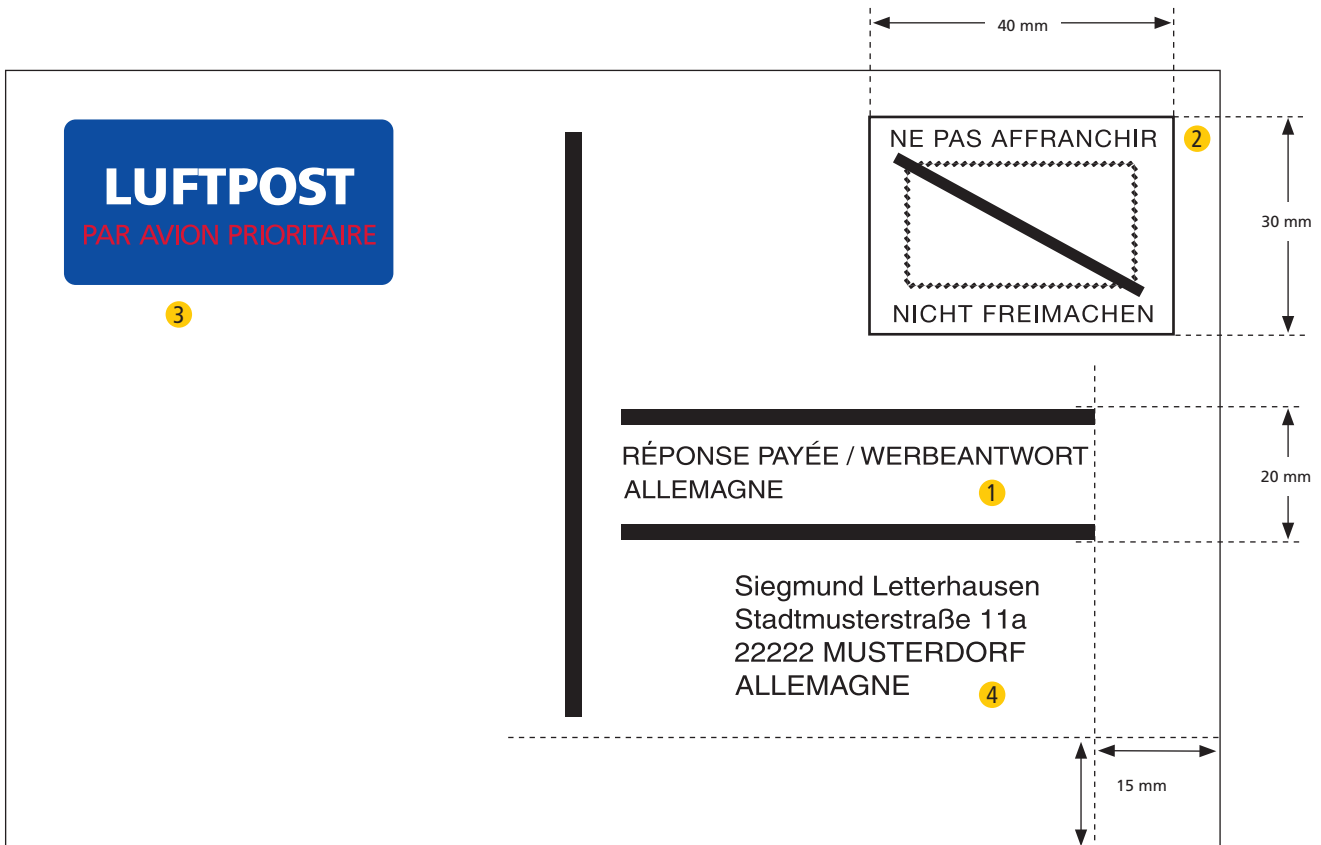 40 mm
LUFTPOST
PAR AVION PRIORITAIRE
3
NE PAS AFFRANCHIR
2
NICHT FREIMACHEN
30 mm
RÉPONSE PAYÉE / WERBEANTWORT
ALLEMAGNE
1
20 mm
Siegmund Letterhausen
Stadtmusterstraße 11a
22222 MUSTERDORF
ALLEMAGNE
4
15 mm